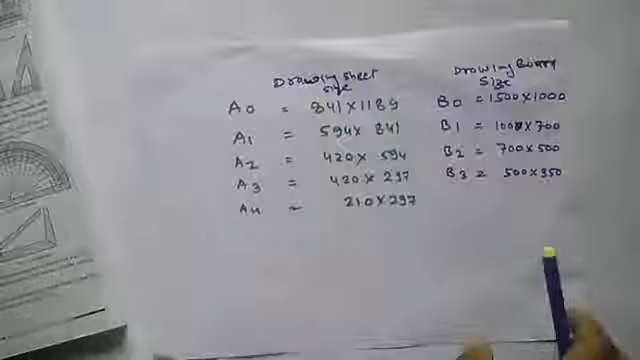 Drawing sheet
size
A0 = 841 × 1189
A1 = 594 × 841
A2 = 420 × 594
A3 = 420 × 297
A4 = 210 × 297
Drawing Board
Size
B0 = 1500 × 1000
B1 = 1000 × 700
B2 = 700 × 500
B3 = 500 × 350